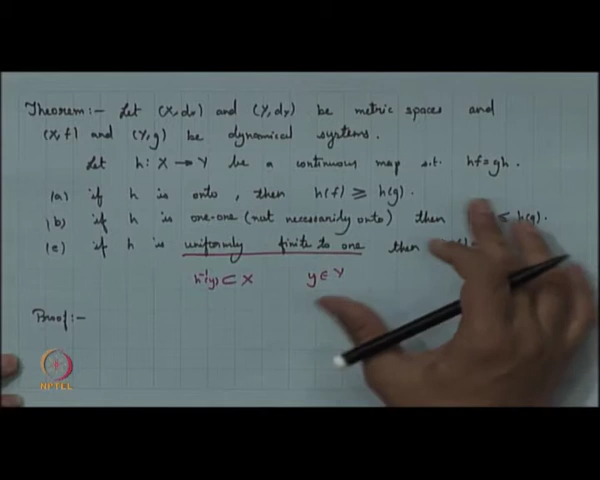 Theorem:- Let (X,dₓ) and (Y,dᵧ) be metric spaces and
(X,f) and (Y,g) be dynamical systems.
Let h: X → Y be a continuous map s.t. hf = gh.
(a) if h is onto, then h(f) ≥ h(g).
(b) if h is one-one (not necessarily onto) then ≤ h(g).
(c) if h is uniformly finite to one then
h⁻¹(y) ⊂ X y ∈ Y
Proof:-
NPTEL